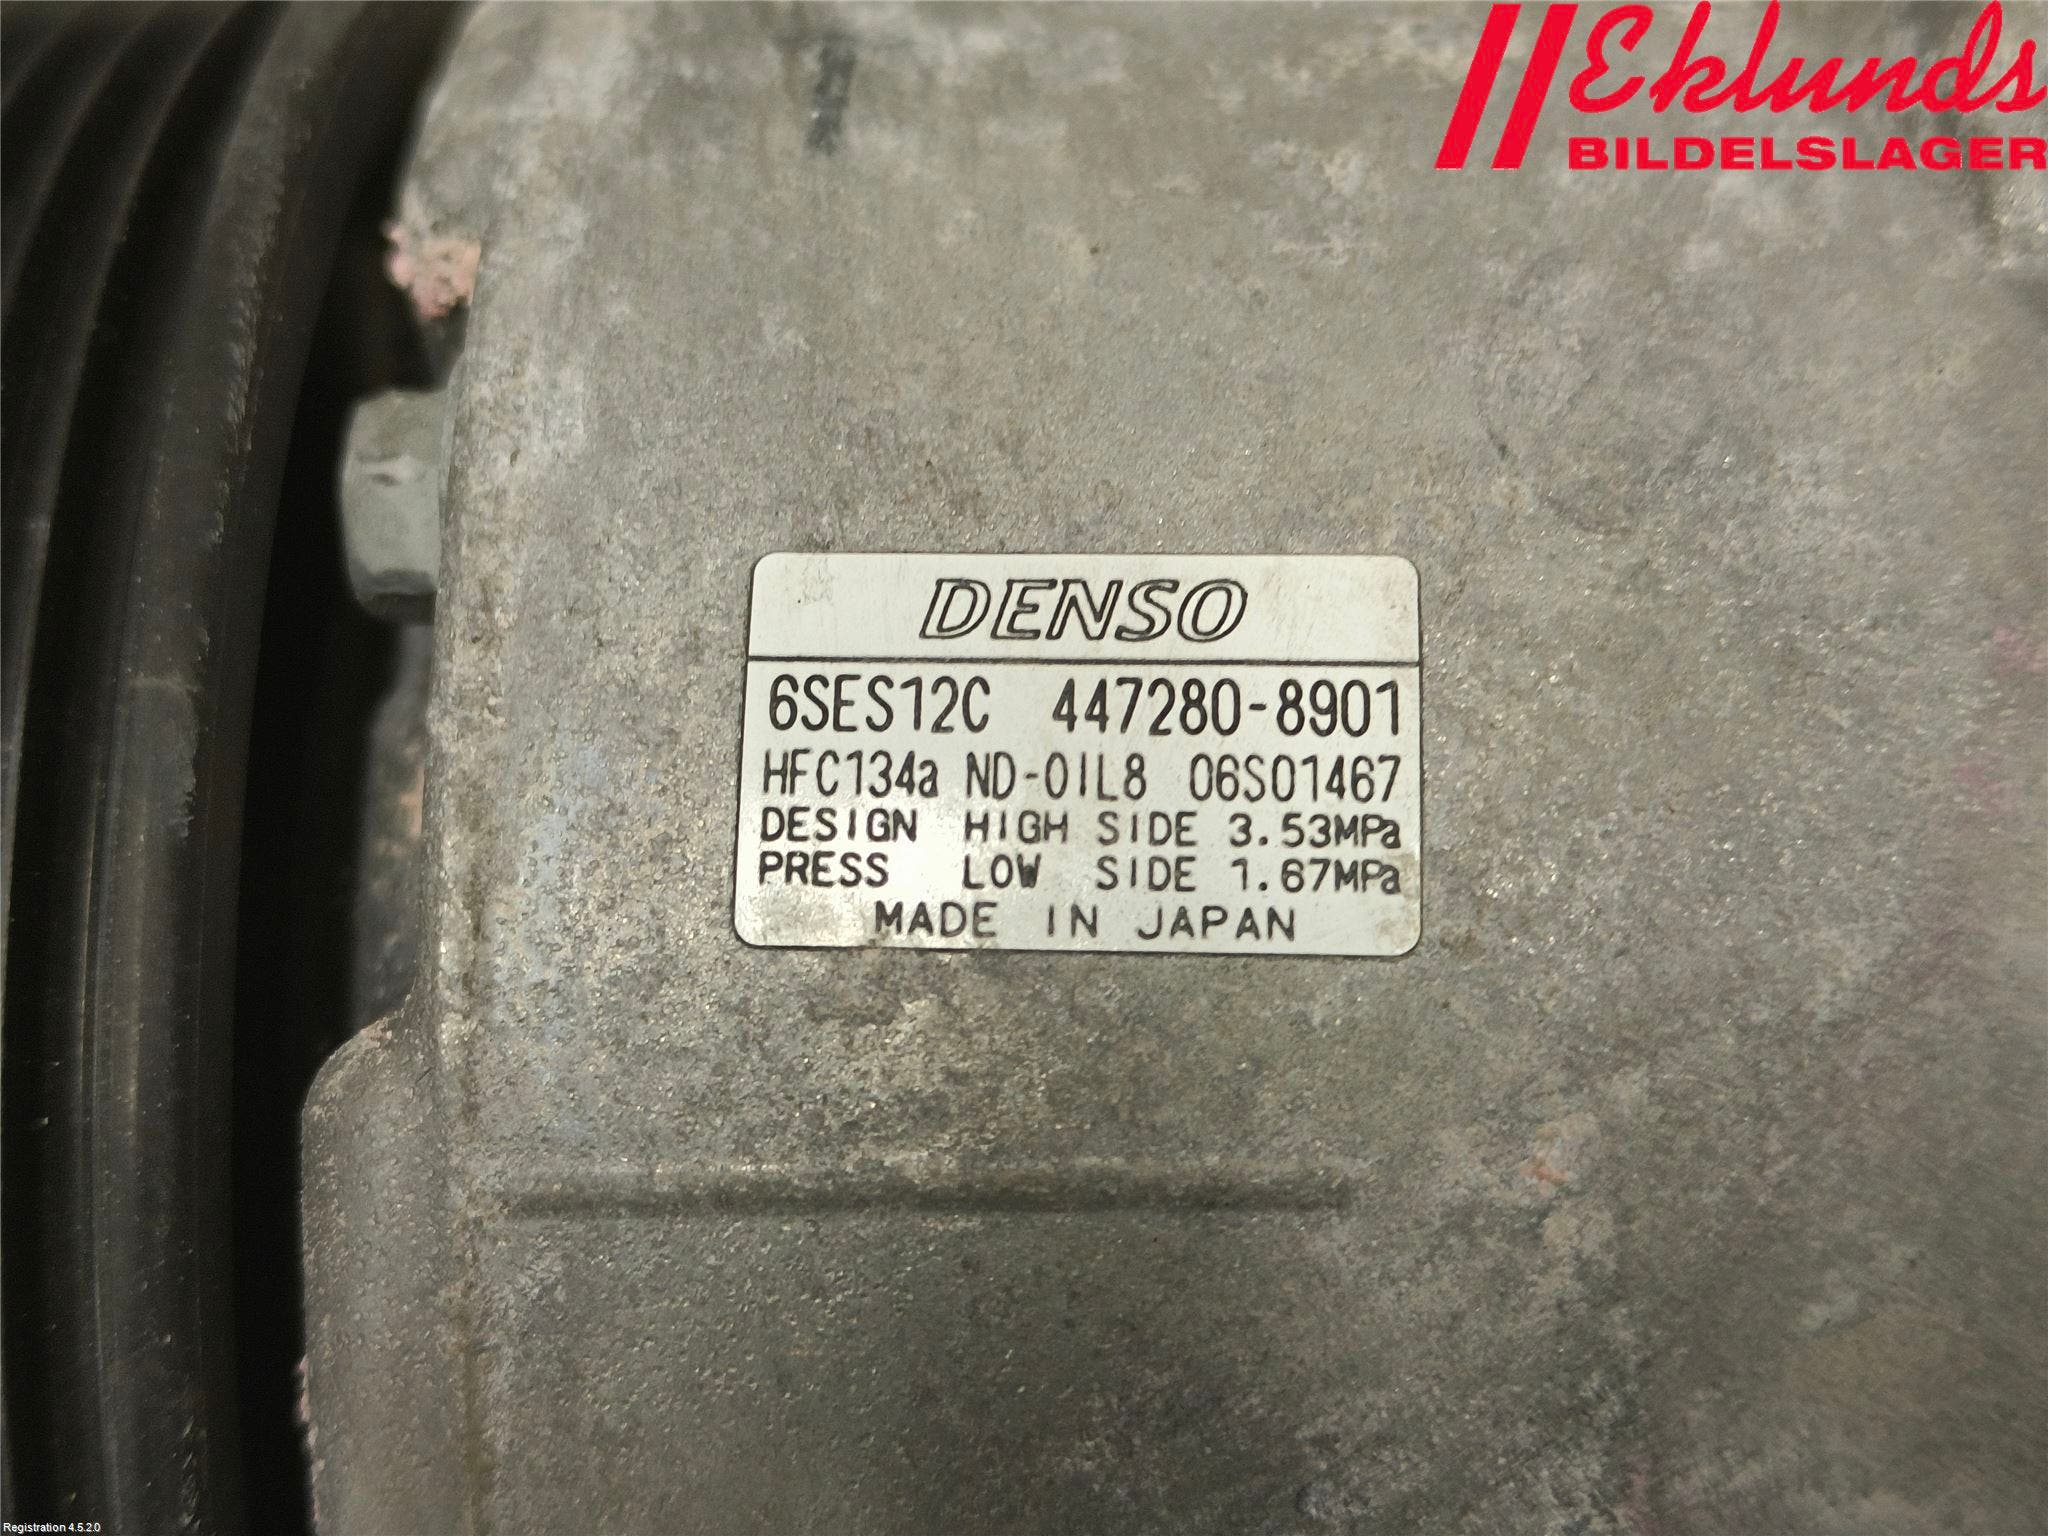 Eklunds
BILDELSLAGER
DENSO
6SES12C 447280-8901
HFC134a ND-OIL8 06S01467
DESIGN HIGH SIDE 3.53MPa
PRESS LOW SIDE 1.67MPa
MADE IN JAPAN
Registration 4.5.2.0